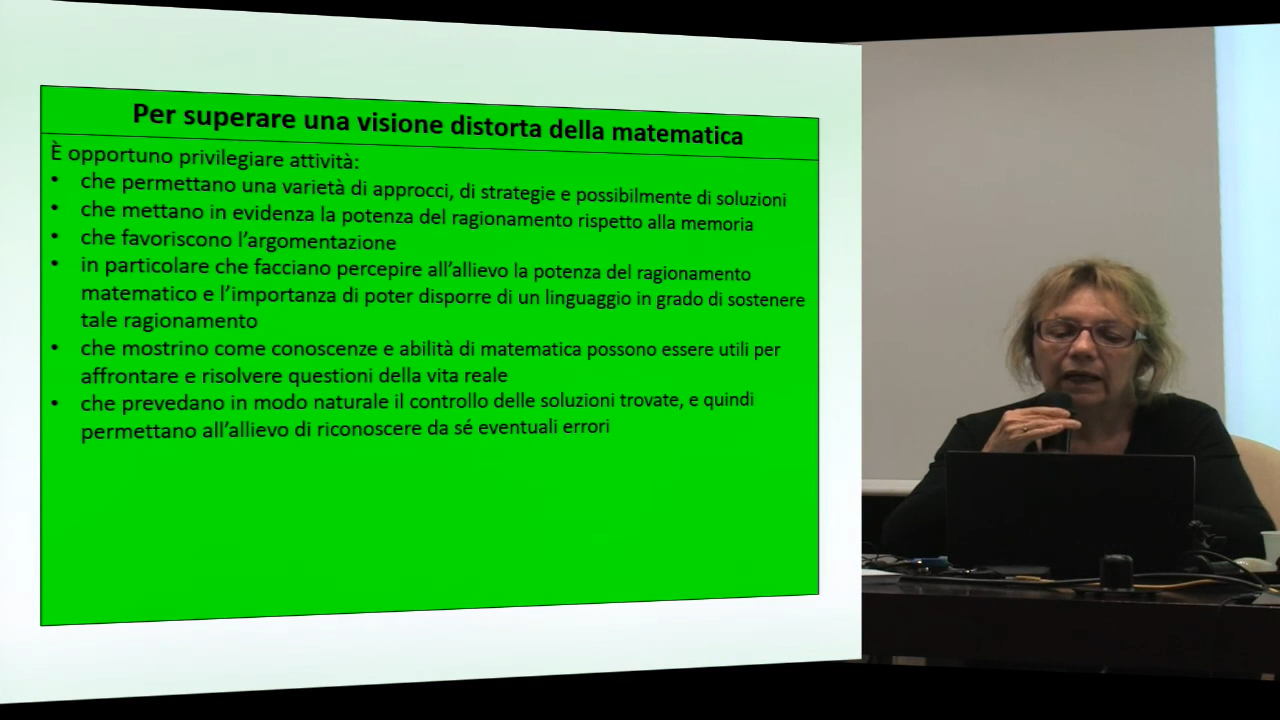 Per superare una visione distorta della matematica
È opportuno privilegiare attività:
• che permettano una varietà di approcci, di strategie e possibilmente di soluzioni
• che mettano in evidenza la potenza del ragionamento rispetto alla memoria
• che favoriscono l'argomentazione
• in particolare che facciano percepire all'allievo la potenza del ragionamento
matematico e l'importanza di poter disporre di un linguaggio in grado di sostenere
tale ragionamento
• che mostrino come conoscenze e abilità di matematica possono essere utili per
affrontare e risolvere questioni della vita reale
• che prevedano in modo naturale il controllo delle soluzioni trovate, e quindi
permettano all'allievo di riconoscere da sé eventuali errori